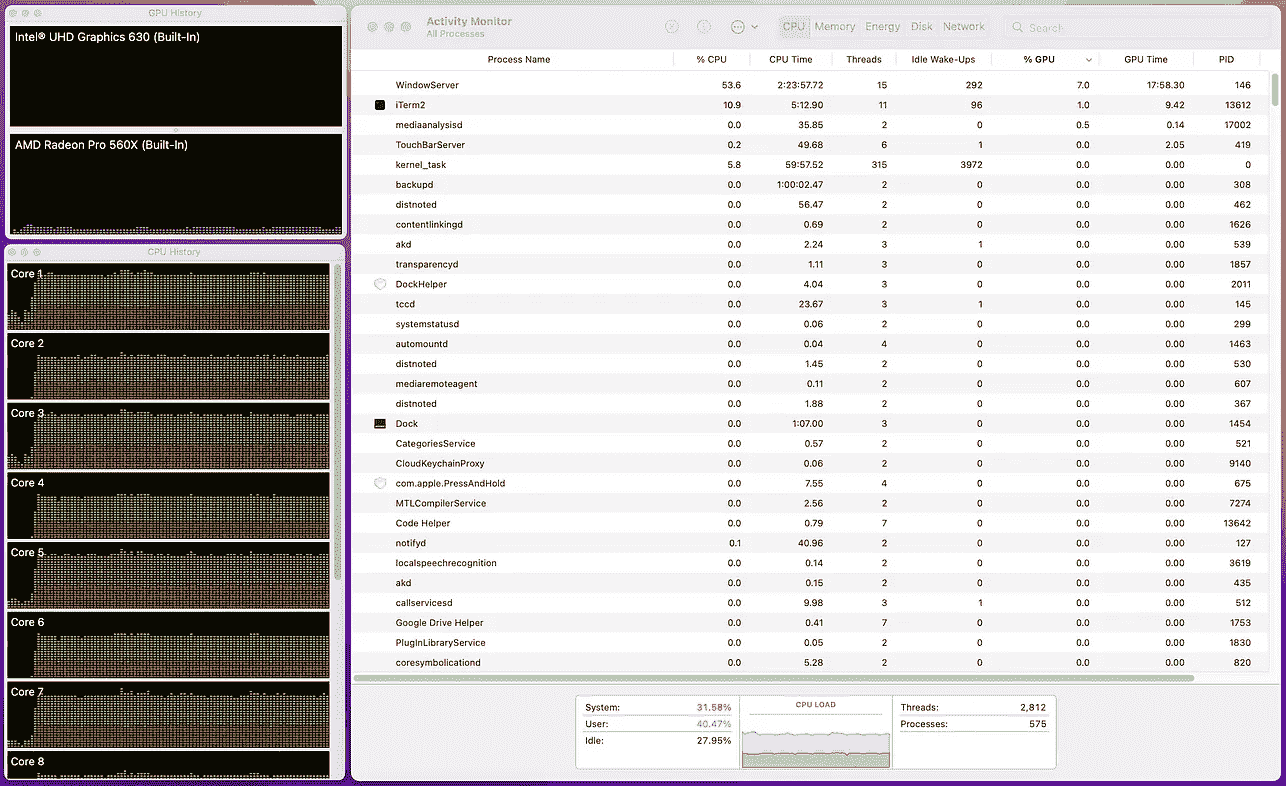 GPU History
Intel® UHD Graphics 630 (Built-In)
AMD Radeon Pro 560X (Built-In)
CPU History
Core 1
Core 2
Core 3
Core 4
Core 5
Core 6
Core 7
Core 8
Activity Monitor
All Processes
CPU Memory Energy Disk Network
Search
Process Name % CPU CPU Time Threads Idle Wake-Ups % GPU GPU Time PID
WindowServer 53.6 2:23:57.72 15 292 7.0 17:58.30 146
iTerm2 10.9 5:12.90 11 96 1.0 9.42 13612
mediaanalysisd 0.0 35.85 2 0 0.5 0.14 17002
TouchBarServer 0.2 49.68 6 1 0.0 2.05 419
kernel_task 5.8 59:57.52 315 3972 0.0 0.00 0
backupd 0.0 1:00:02.47 2 0 0.0 0.00 308
distnoted 0.0 56.47 2 0 0.0 0.00 462
contentlinkingd 0.0 0.69 2 0 0.0 0.00 1626
akd 0.0 2.24 3 1 0.0 0.00 539
transparencyd 0.0 1.11 3 0 0.0 0.00 1857
DockHelper 0.0 4.04 3 0 0.0 0.00 2011
tccd 0.0 23.67 3 1 0.0 0.00 145
systemstatusd 0.0 0.06 2 0 0.0 0.00 299
automountd 0.0 0.04 4 0 0.0 0.00 1463
distnoted 0.0 1.45 2 0 0.0 0.00 530
mediaremoteagent 0.0 0.11 2 0 0.0 0.00 607
distnoted 0.0 1.88 2 0 0.0 0.00 367
Dock 0.0 1:07.00 3 0 0.0 0.00 1454
CategoriesService 0.0 0.57 2 0 0.0 0.00 521
CloudKeychainProxy 0.0 0.06 2 0 0.0 0.00 9140
com.apple.PressAndHold 0.0 7.55 4 0 0.0 0.00 675
MTLCompilerService 0.0 2.56 2 0 0.0 0.00 7274
Code Helper 0.0 0.79 7 0 0.0 0.00 13642
notifyd 0.1 40.96 2 0 0.0 0.00 127
localspeechrecognition 0.0 0.14 2 0 0.0 0.00 3619
akd 0.0 0.15 2 0 0.0 0.00 435
callservicesd 0.0 9.98 3 1 0.0 0.00 512
Google Drive Helper 0.0 0.41 7 0 0.0 0.00 1753
PlugInLibraryService 0.0 0.05 2 0 0.0 0.00 1830
coresymbolicationd 0.0 5.28 2 0 0.0 0.00 820
System: 31.58%
User: 40.47%
Idle: 27.95%
CPU LOAD
Threads: 2,812
Processes: 575